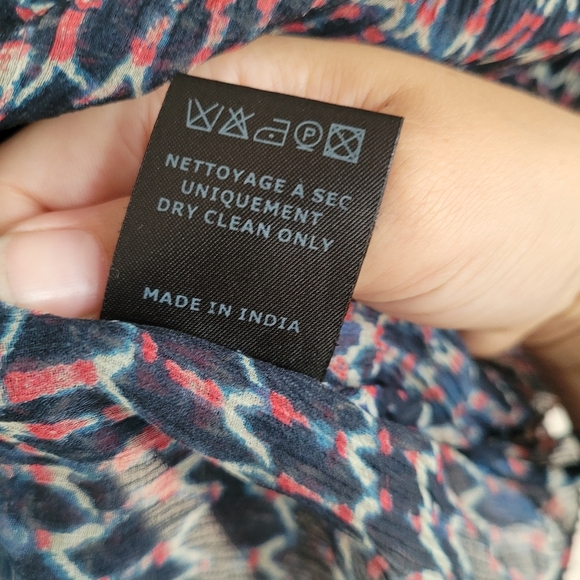 NETTOYAGE À SEC
UNIQUEMENT
DRY CLEAN ONLY
MADE IN INDIA